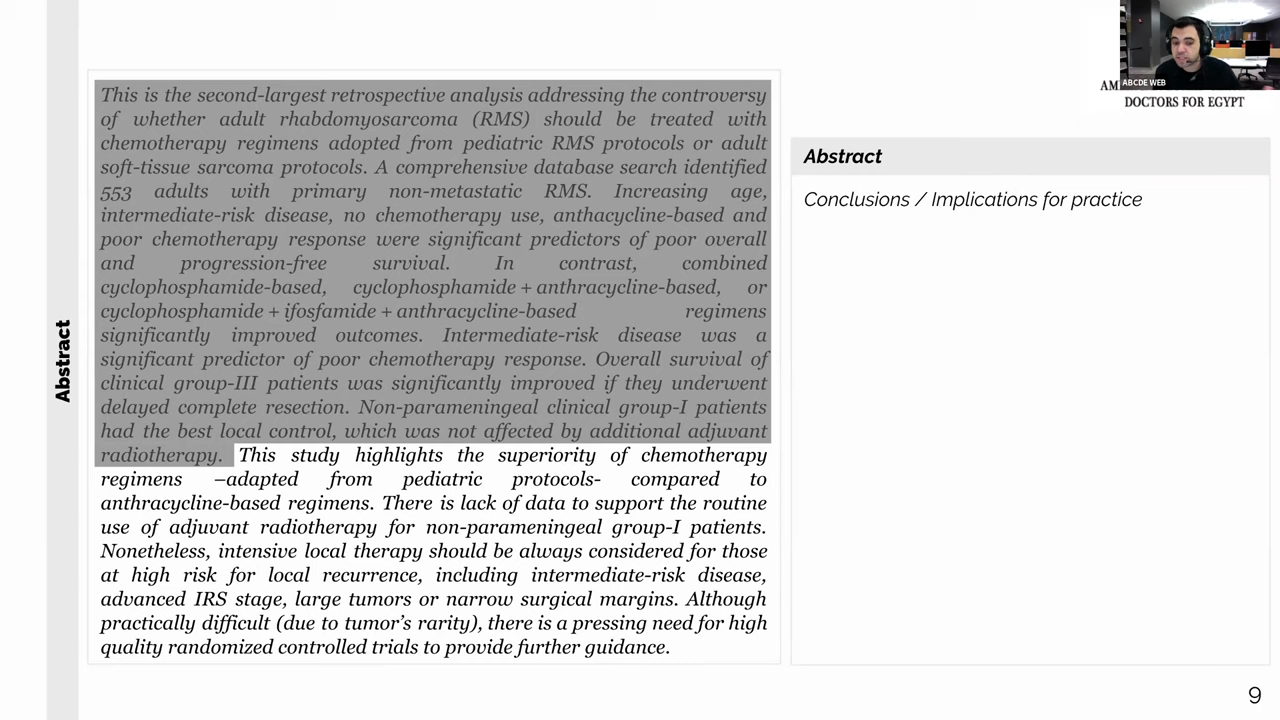 This is the second-largest retrospective analysis addressing the controversy
of whether adult rhabdomyosarcoma (RMS) should be treated with
chemotherapy regimens adopted from pediatric RMS protocols or adult
soft-tissue sarcoma protocols. A comprehensive database search identified
553 adults with primary non-metastatic RMS. Increasing age,
intermediate-risk disease, no chemotherapy use, anthacycline-based and
poor chemotherapy response were significant predictors of poor overall
and progression-free survival. In contrast, combined
cyclophosphamide-based, cyclophosphamide + anthracycline-based, or
cyclophosphamide + ifosfamide + anthracycline-based regimens
significantly improved outcomes. Intermediate-risk disease was a
significant predictor of poor chemotherapy response. Overall survival of
clinical group-III patients was significantly improved if they underwent
delayed complete resection. Non-parameningeal clinical group-I patients
had the best local control, which was not affected by additional adjuvant
radiotherapy. This study highlights the superiority of chemotherapy
regimens –adapted from pediatric protocols- compared to
anthracycline-based regimens. There is lack of data to support the routine
use of adjuvant radiotherapy for non-parameningeal group-I patients.
Nonetheless, intensive local therapy should be always considered for those
at high risk for local recurrence, including intermediate-risk disease,
advanced IRS stage, large tumors or narrow surgical margins. Although
practically difficult (due to tumor's rarity), there is a pressing need for high
quality randomized controlled trials to provide further guidance.
Abstract
Abstract
Conclusions / Implications for practice
ABCDE WEB
AM
DOCTORS FOR EGYPT
9